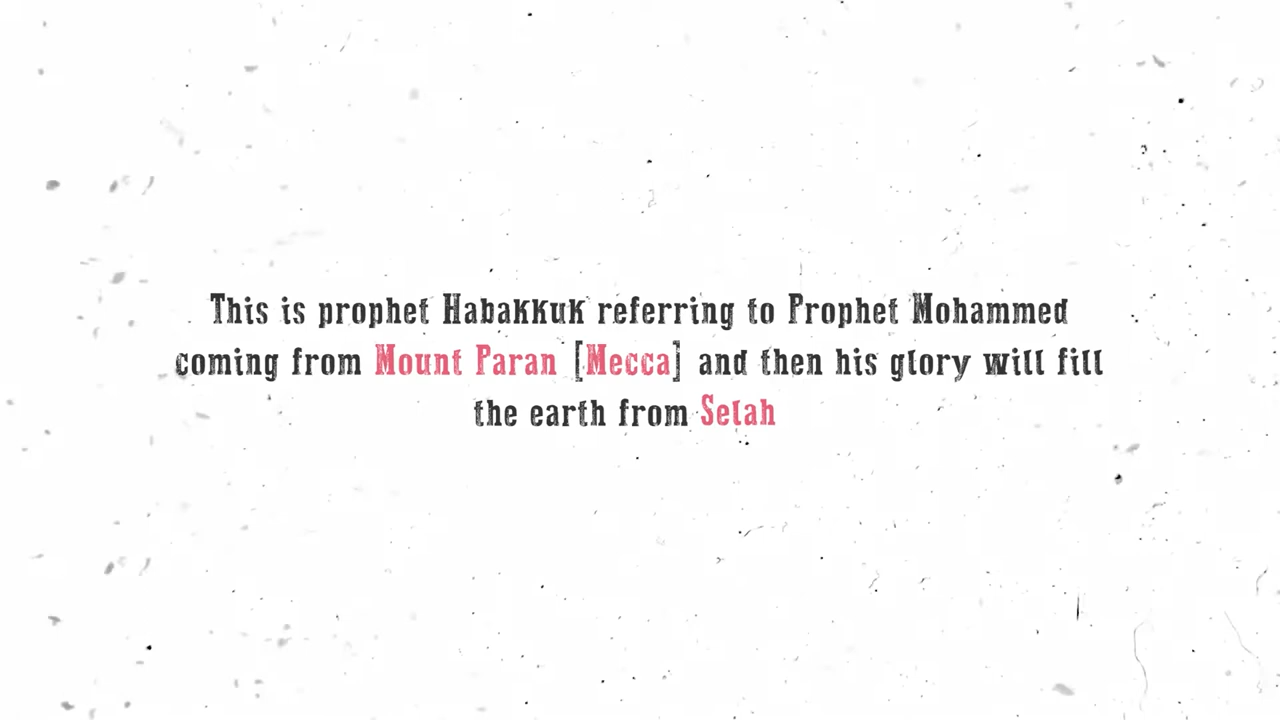 This is prophet Habakkuk referring to Prophet Mohammed
coming from Mount Paran [Mecca] and then his glory will fill
the earth from Selah